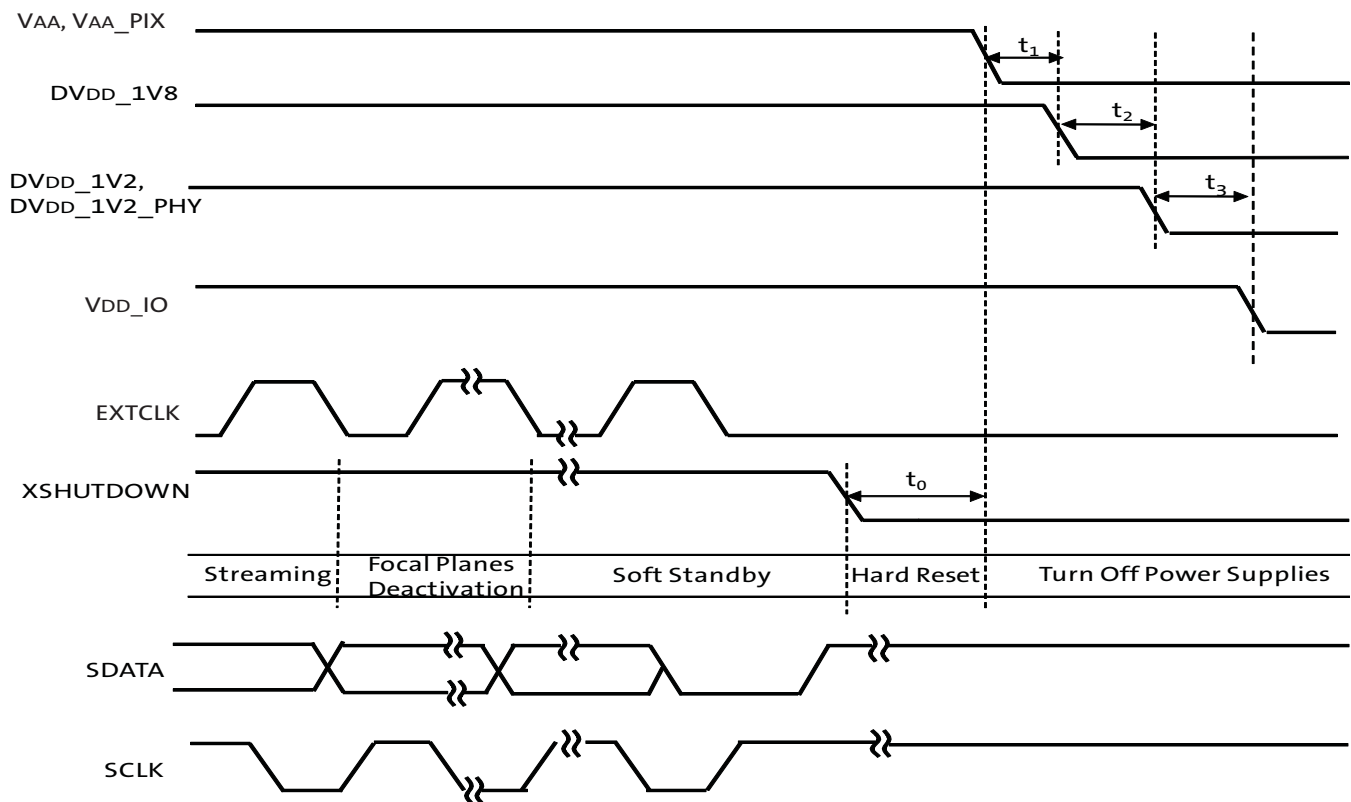 VAA, VAA_PIX
t1
DVDD_1V8
t2
DVDD_1V2,
DVDD_1V2_PHY
t3
VDD_IO
EXTCLK
XSHUTDOWN
t0
Streaming
Focal Planes
Deactivation
Soft Standby
Hard Reset
Turn Off Power Supplies
SDATA
SCLK